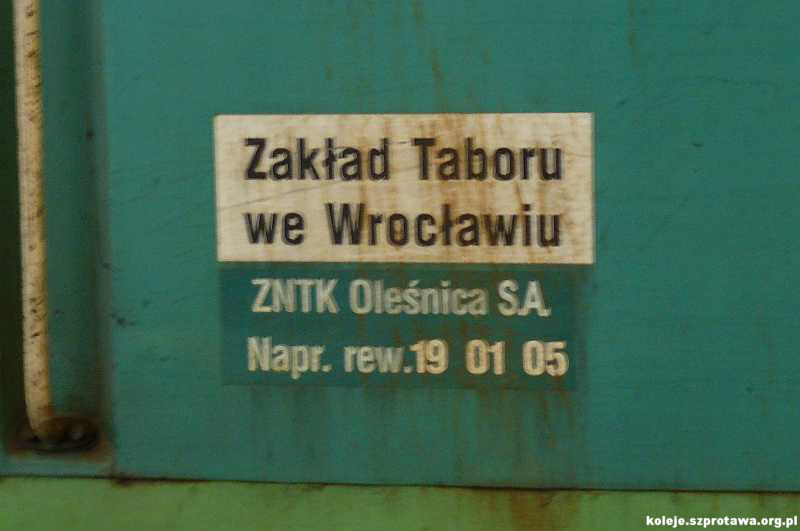 Zakład Taboru
we Wrocławiu
ZNTK Oleśnica S.A.
Napr. rew.19 01 05
koleje.szprotawa.org.pl